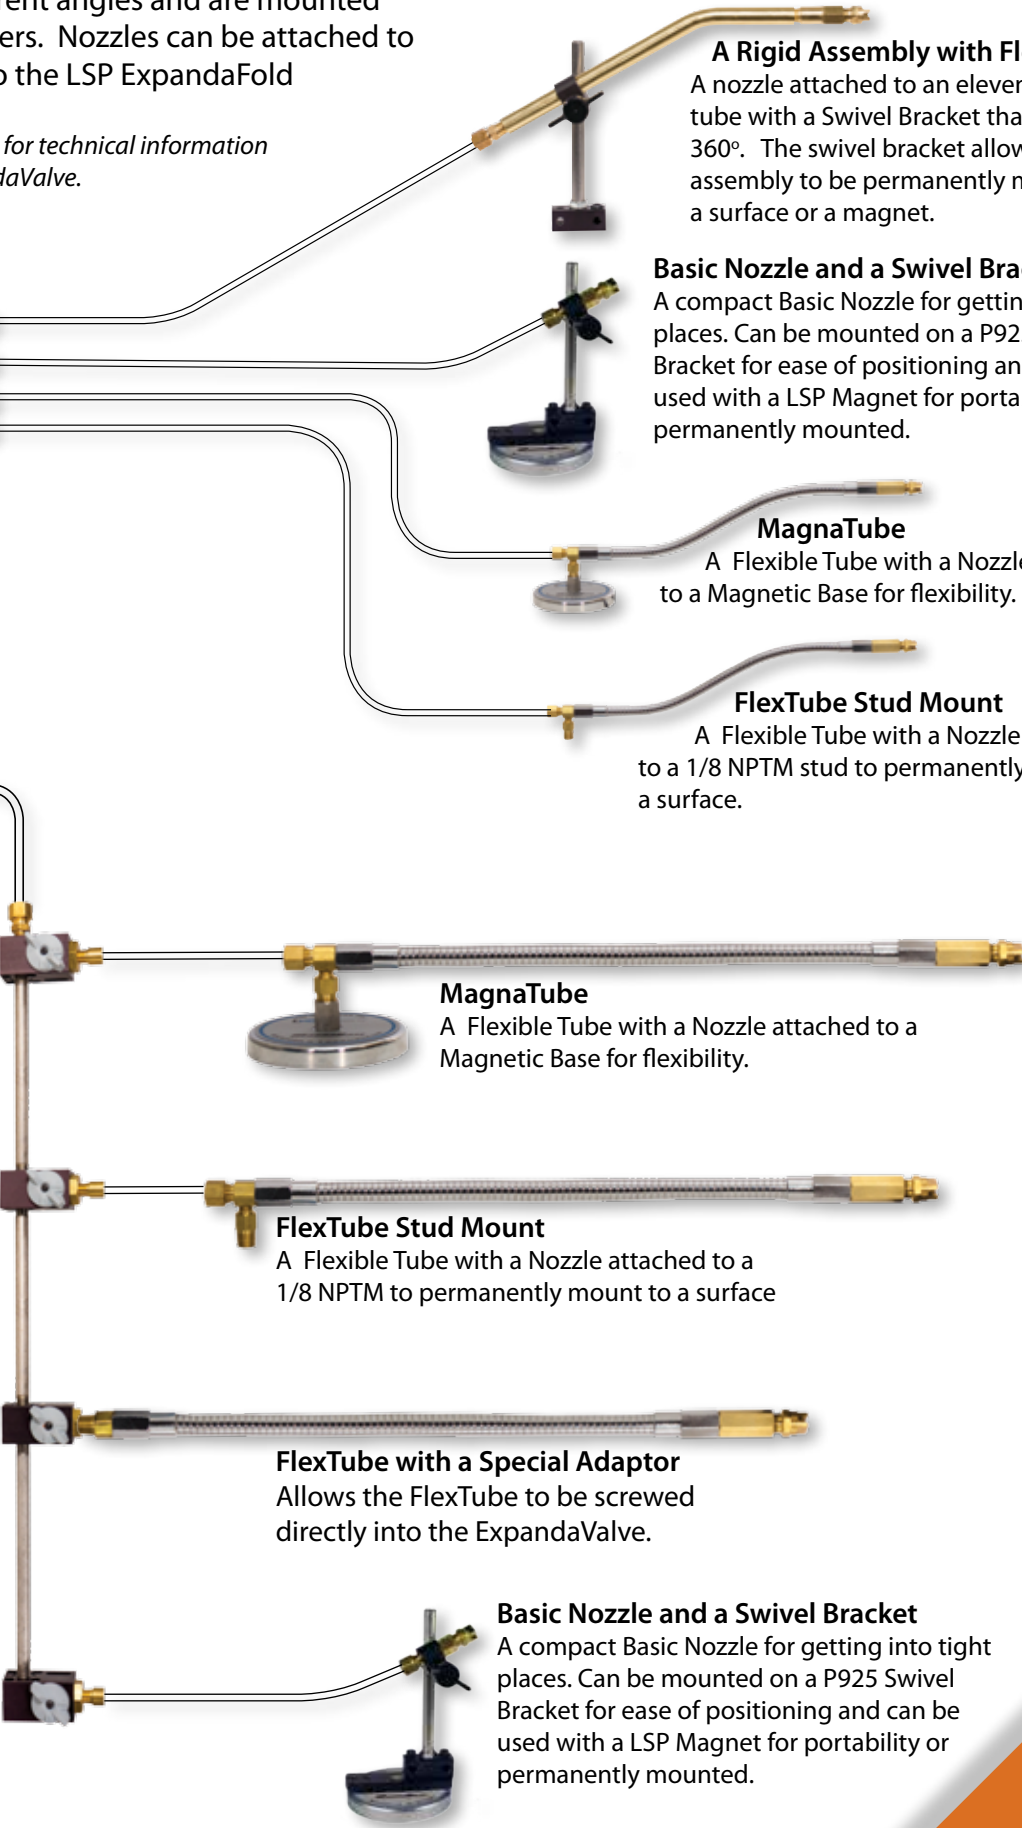 rent angles and are mounted
ers. Nozzles can be attached to
o the LSP ExpandaFold
for technical information
daValve.
A Rigid Assembly with Fl
A nozzle attached to an eleven
tube with a Swivel Bracket tha
360º. The swivel bracket allow
assembly to be permanently m
a surface or a magnet.
Basic Nozzle and a Swivel Bra
A compact Basic Nozzle for gettin
places. Can be mounted on a P92
Bracket for ease of positioning an
used with a LSP Magnet for porta
permanently mounted.
MagnaTube
A Flexible Tube with a Nozzle
to a Magnetic Base for flexibility.
FlexTube Stud Mount
A Flexible Tube with a Nozzle
to a 1/8 NPTM stud to permanently
a surface.
MagnaTube
A Flexible Tube with a Nozzle attached to a
Magnetic Base for flexibility.
FlexTube Stud Mount
A Flexible Tube with a Nozzle attached to a
1/8 NPTM to permanently mount to a surface
FlexTube with a Special Adaptor
Allows the FlexTube to be screwed
directly into the ExpandaValve.
Basic Nozzle and a Swivel Bracket
A compact Basic Nozzle for getting into tight
places. Can be mounted on a P925 Swivel
Bracket for ease of positioning and can be
used with a LSP Magnet for portability or
permanently mounted.